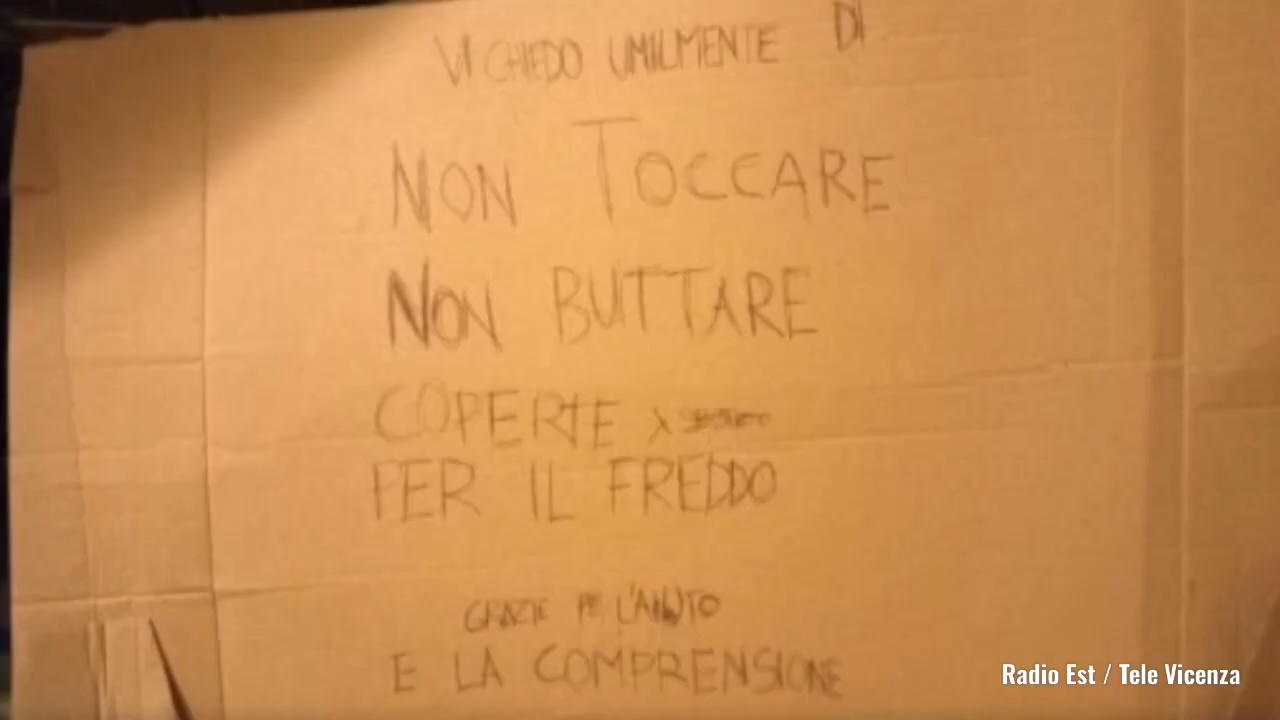 VI CHIEDO UMILMENTE DI
NON TOCCARE
NON BUTTARE
COPERTE X
PER IL FREDDO
GRAZIE PE L'AIUTO
E LA COMPRENSIONE
Radio Est / Tele Vicenza